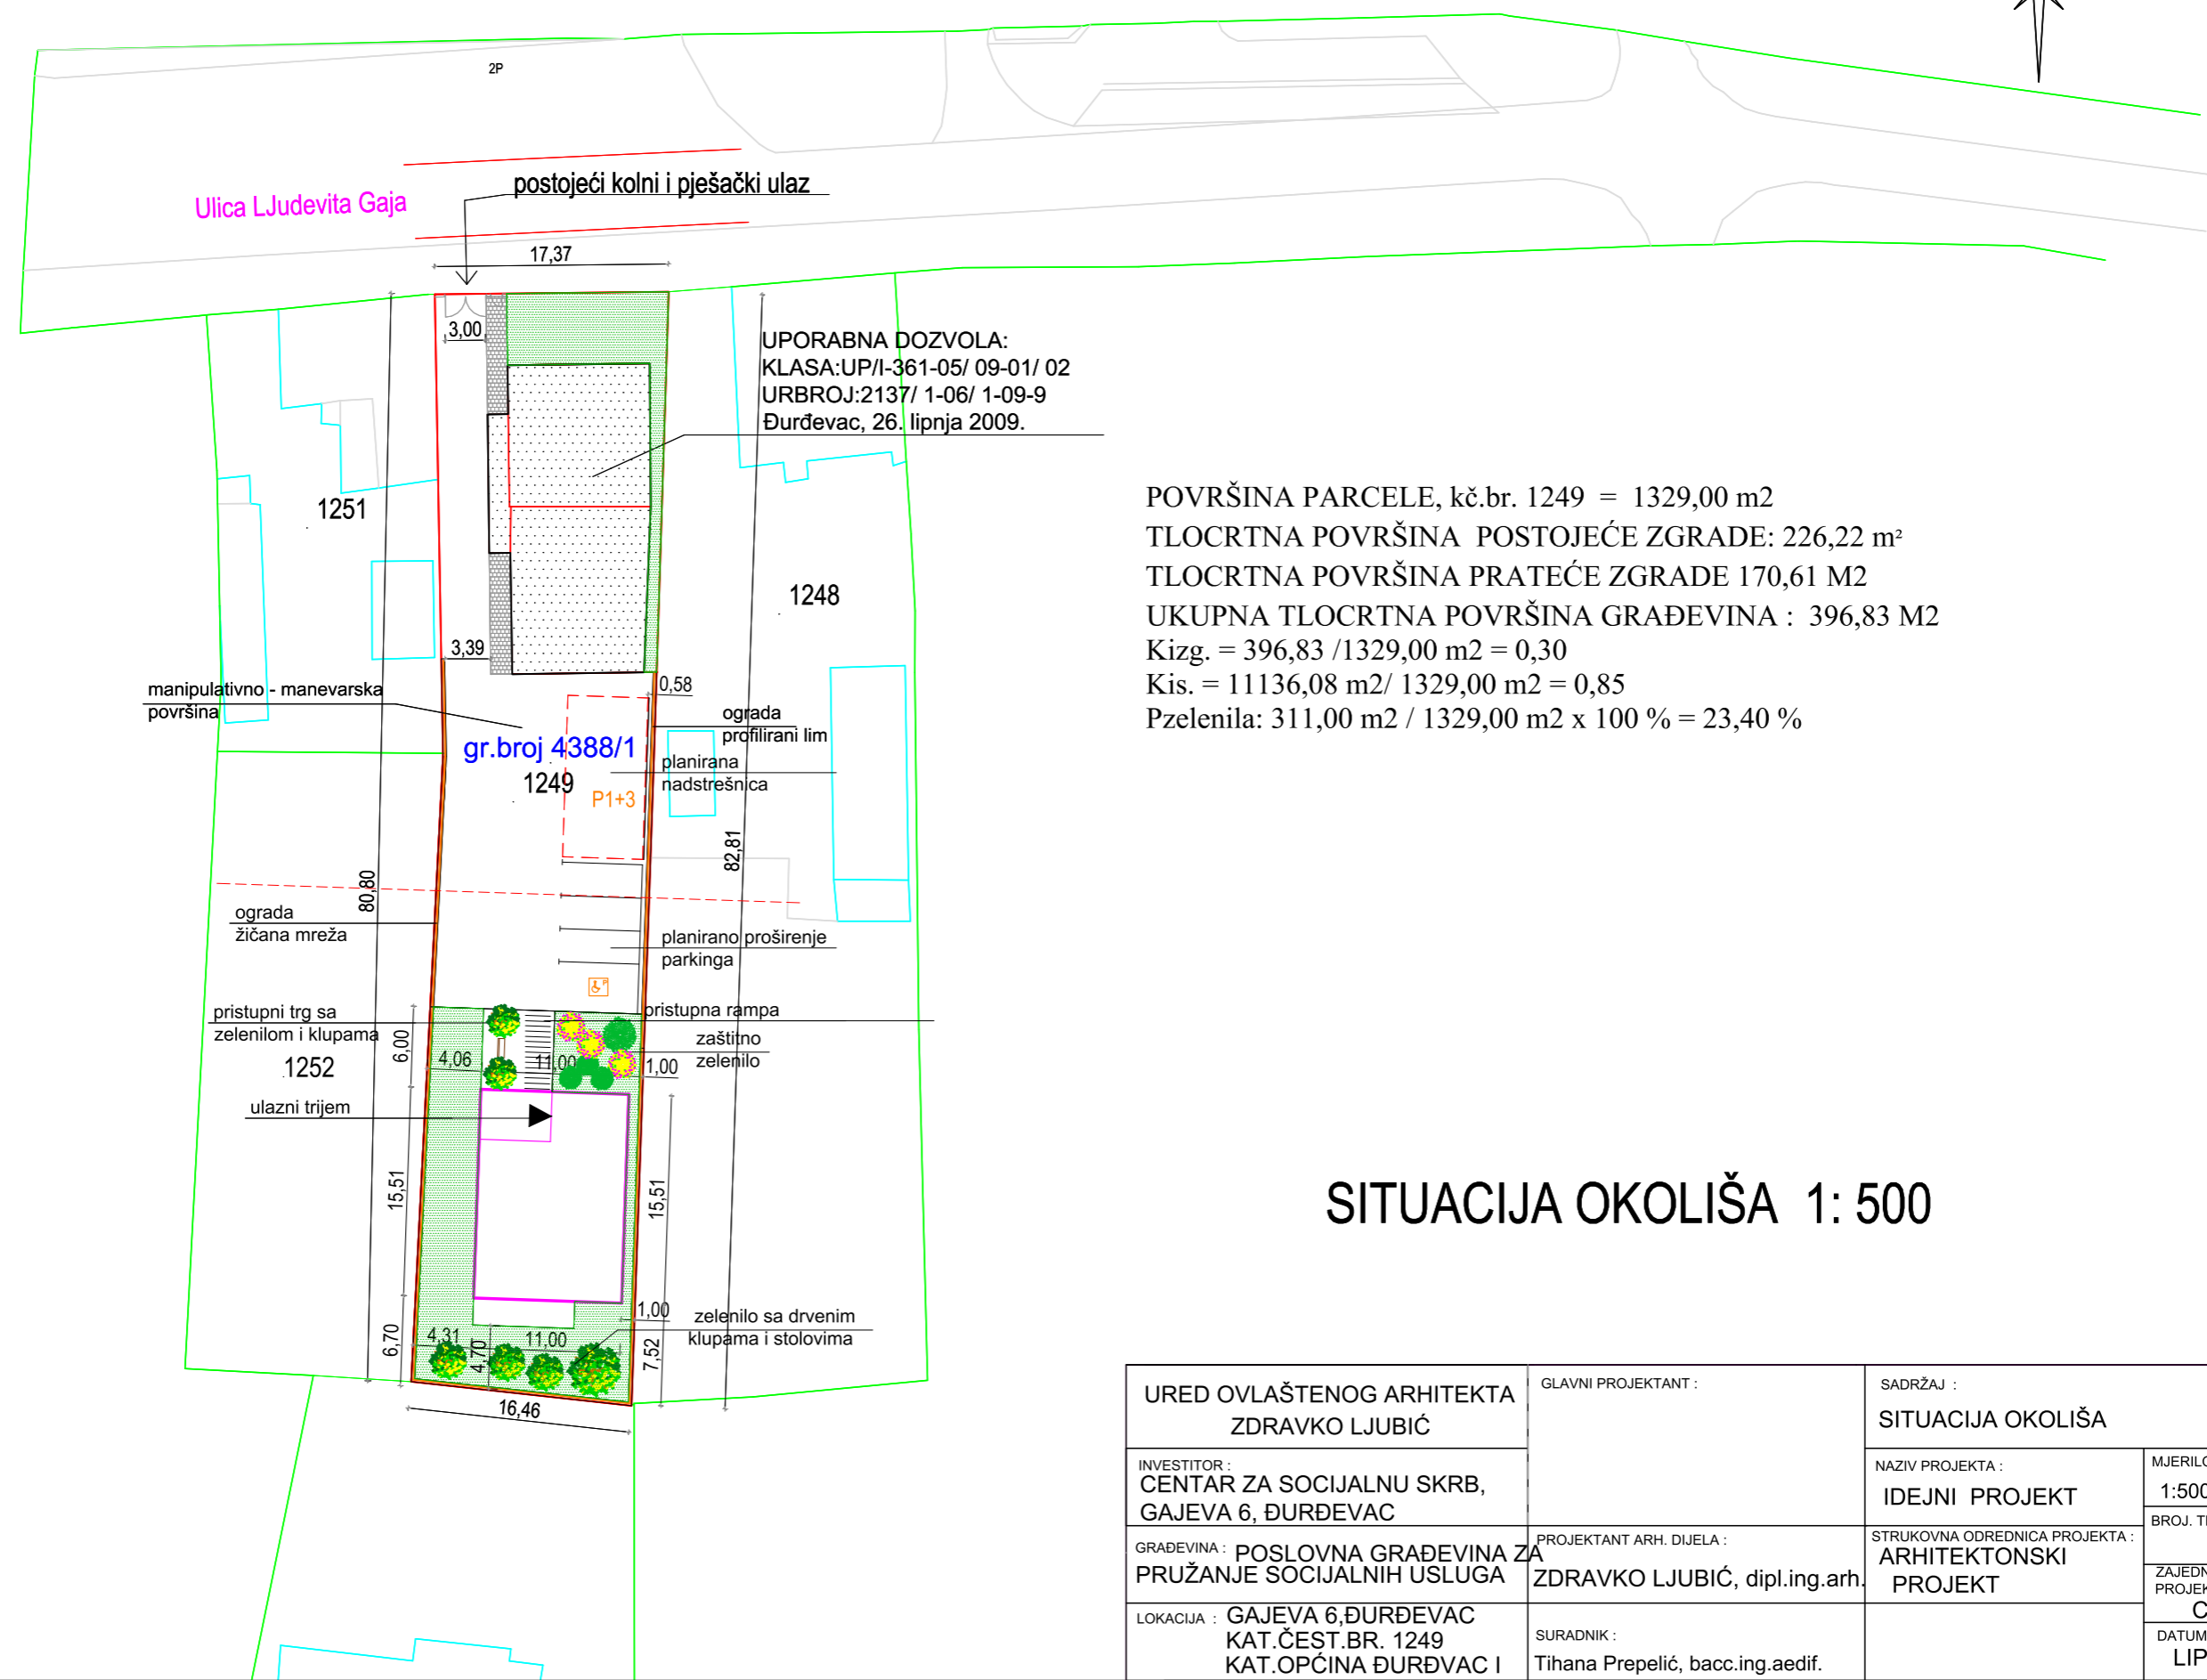 2P
postojeći kolni i pješački ulaz
Ulica LJudevita Gaja
17,37
3,00
UPORABNA DOZVOLA:
KLASA:UP/I-361-05/ 09-01/ 02
URBROJ:2137/ 1-06/ 1-09-9
Đurđevac, 26. lipnja 2009.
1251
1248
3,39
0,58
manipulativno - manevarska
površina
ograda
profilirani lim
gr.broj 4388/1
1249
planirana
nadstrešnica
P1+3
82,81
80,80
ograda
žičana mreža
planirano proširenje
parkinga
P
pristupni trg sa
zelenilom i klupama
pristupna rampa
zaštitno
zelenilo
6,00
4,06
11,00
1,00
1252
ulazni trijem
15,51
15,51
1,00
zelenilo sa drvenim
klupama i stolovima
6,70
4,31
4,70
11,00
7,52
16,46
POVRŠINA PARCELE, kč.br. 1249 = 1329,00 m2
TLOCRTNA POVRŠINA POSTOJEĆE ZGRADE: 226,22 m²
TLOCRTNA POVRŠINA PRATEĆE ZGRADE 170,61 M2
UKUPNA TLOCRTNA POVRŠINA GRAĐEVINA : 396,83 M2
Kizg. = 396,83 /1329,00 m2 = 0,30
Kis. = 11136,08 m2/ 1329,00 m2 = 0,85
Pzelenila: 311,00 m2 / 1329,00 m2 x 100 % = 23,40 %
SITUACIJA OKOLIŠA 1: 500
URED OVLAŠTENOG ARHITEKTA
ZDRAVKO LJUBIĆ
GLAVNI PROJEKTANT :
SADRŽAJ :
SITUACIJA OKOLIŠA
INVESTITOR :
CENTAR ZA SOCIJALNU SKRB,
GAJEVA 6, ĐURĐEVAC
NAZIV PROJEKTA :
IDEJNI PROJEKT
MJERILO
1:500
GRAĐEVINA : POSLOVNA GRAĐEVINA ZA
PRUŽANJE SOCIJALNIH USLUGA
PROJEKTANT ARH. DIJELA :
ZDRAVKO LJUBIĆ, dipl.ing.arh.
STRUKOVNA ODREDNICA PROJEKTA :
ARHITEKTONSKI
PROJEKT
BROJ. T
ZAJEDN
PROJEK
C
LOKACIJA : GAJEVA 6,ĐURĐEVAC
KAT.ČEST.BR. 1249
KAT.OPĆINA ĐURĐVAC I
SURADNIK :
Tihana Prepelić, bacc.ing.aedif.
DATUM
LIP